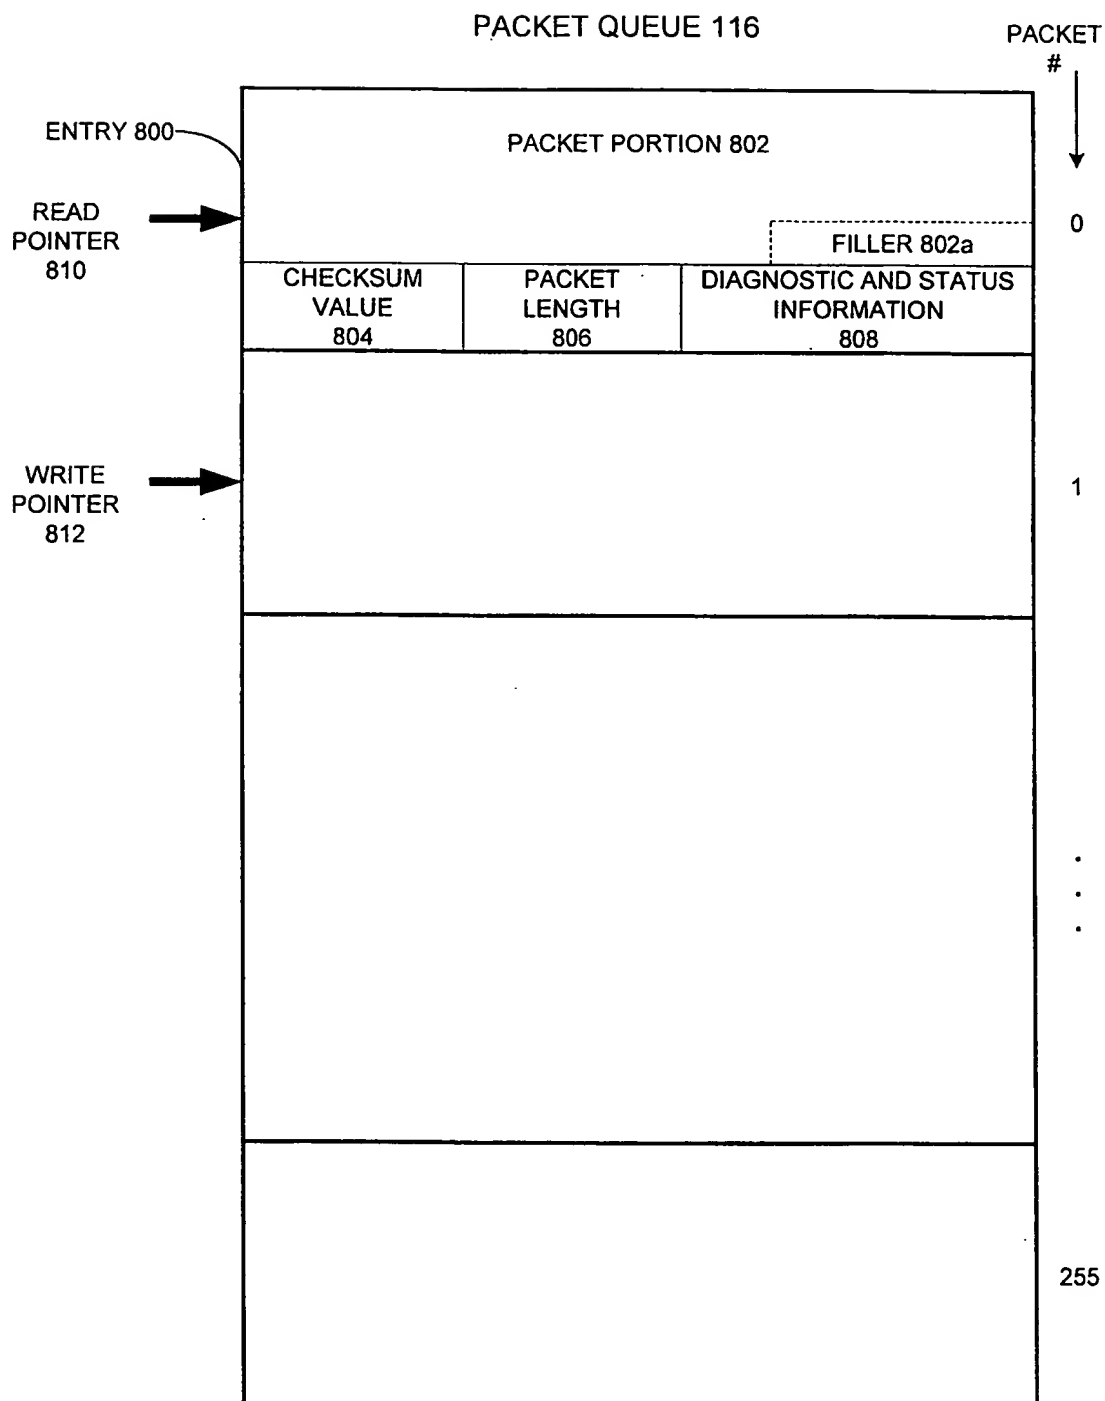 PACKET QUEUE 116
PACKET
#
ENTRY 800
PACKET PORTION 802
READ
POINTER
810
0
FILLER 802a
CHECKSUM
VALUE
804
PACKET
LENGTH
806
DIAGNOSTIC AND STATUS
INFORMATION
808
WRITE
POINTER
812
1
255